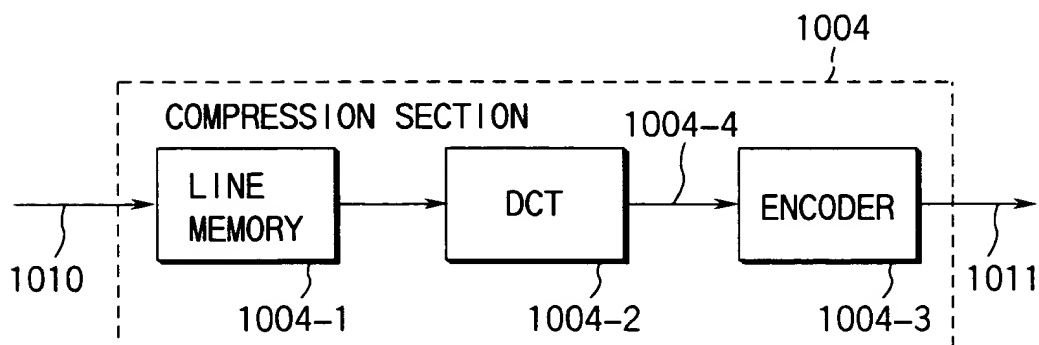 1004
COMPRESSION SECTION
1004-4
LINE
MEMORY
DCT
ENCODER
1010
1004-1
1004-2
1004-3
1011